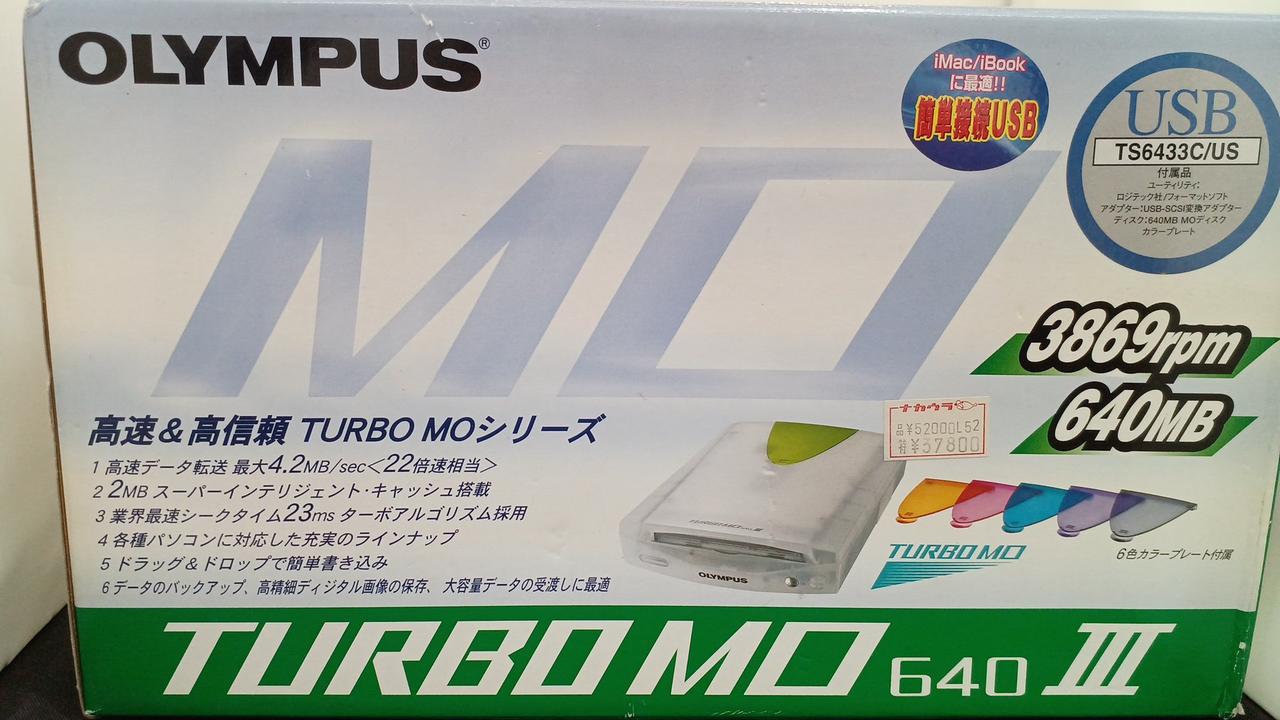 OLYMPUS®
iMac/iBook
に最適!!
簡単接続USB
USB
TS6433C/US
付属品
ユーティリティ:
ロジテック社/フォーマットソフト
アダプター:USB-SCSI変換アダプター
ディスク:640MB MOディスク
カラープレート
MO
3869rpm
640MB
高速&高信頼 TURBO MOシリーズ
1 高速データ転送 最大4.2MB/sec<22倍速相当>
2 2MB スーパーインテリジェント・キャッシュ搭載
3 業界最速シークタイム23ms ターボアルゴリズム採用
4 各種パソコンに対応した充実のラインナップ
5 ドラッグ&ドロップで簡単書き込み
6 データのバックアップ、高精細ディジタル画像の保存、大容量データの受渡しに最適
ナカウラ
品¥52000L52
特¥37800
TURBO MO 640 III
OLYMPUS
TURBO MO
6色カラープレート付属
TURBO MO 640 III